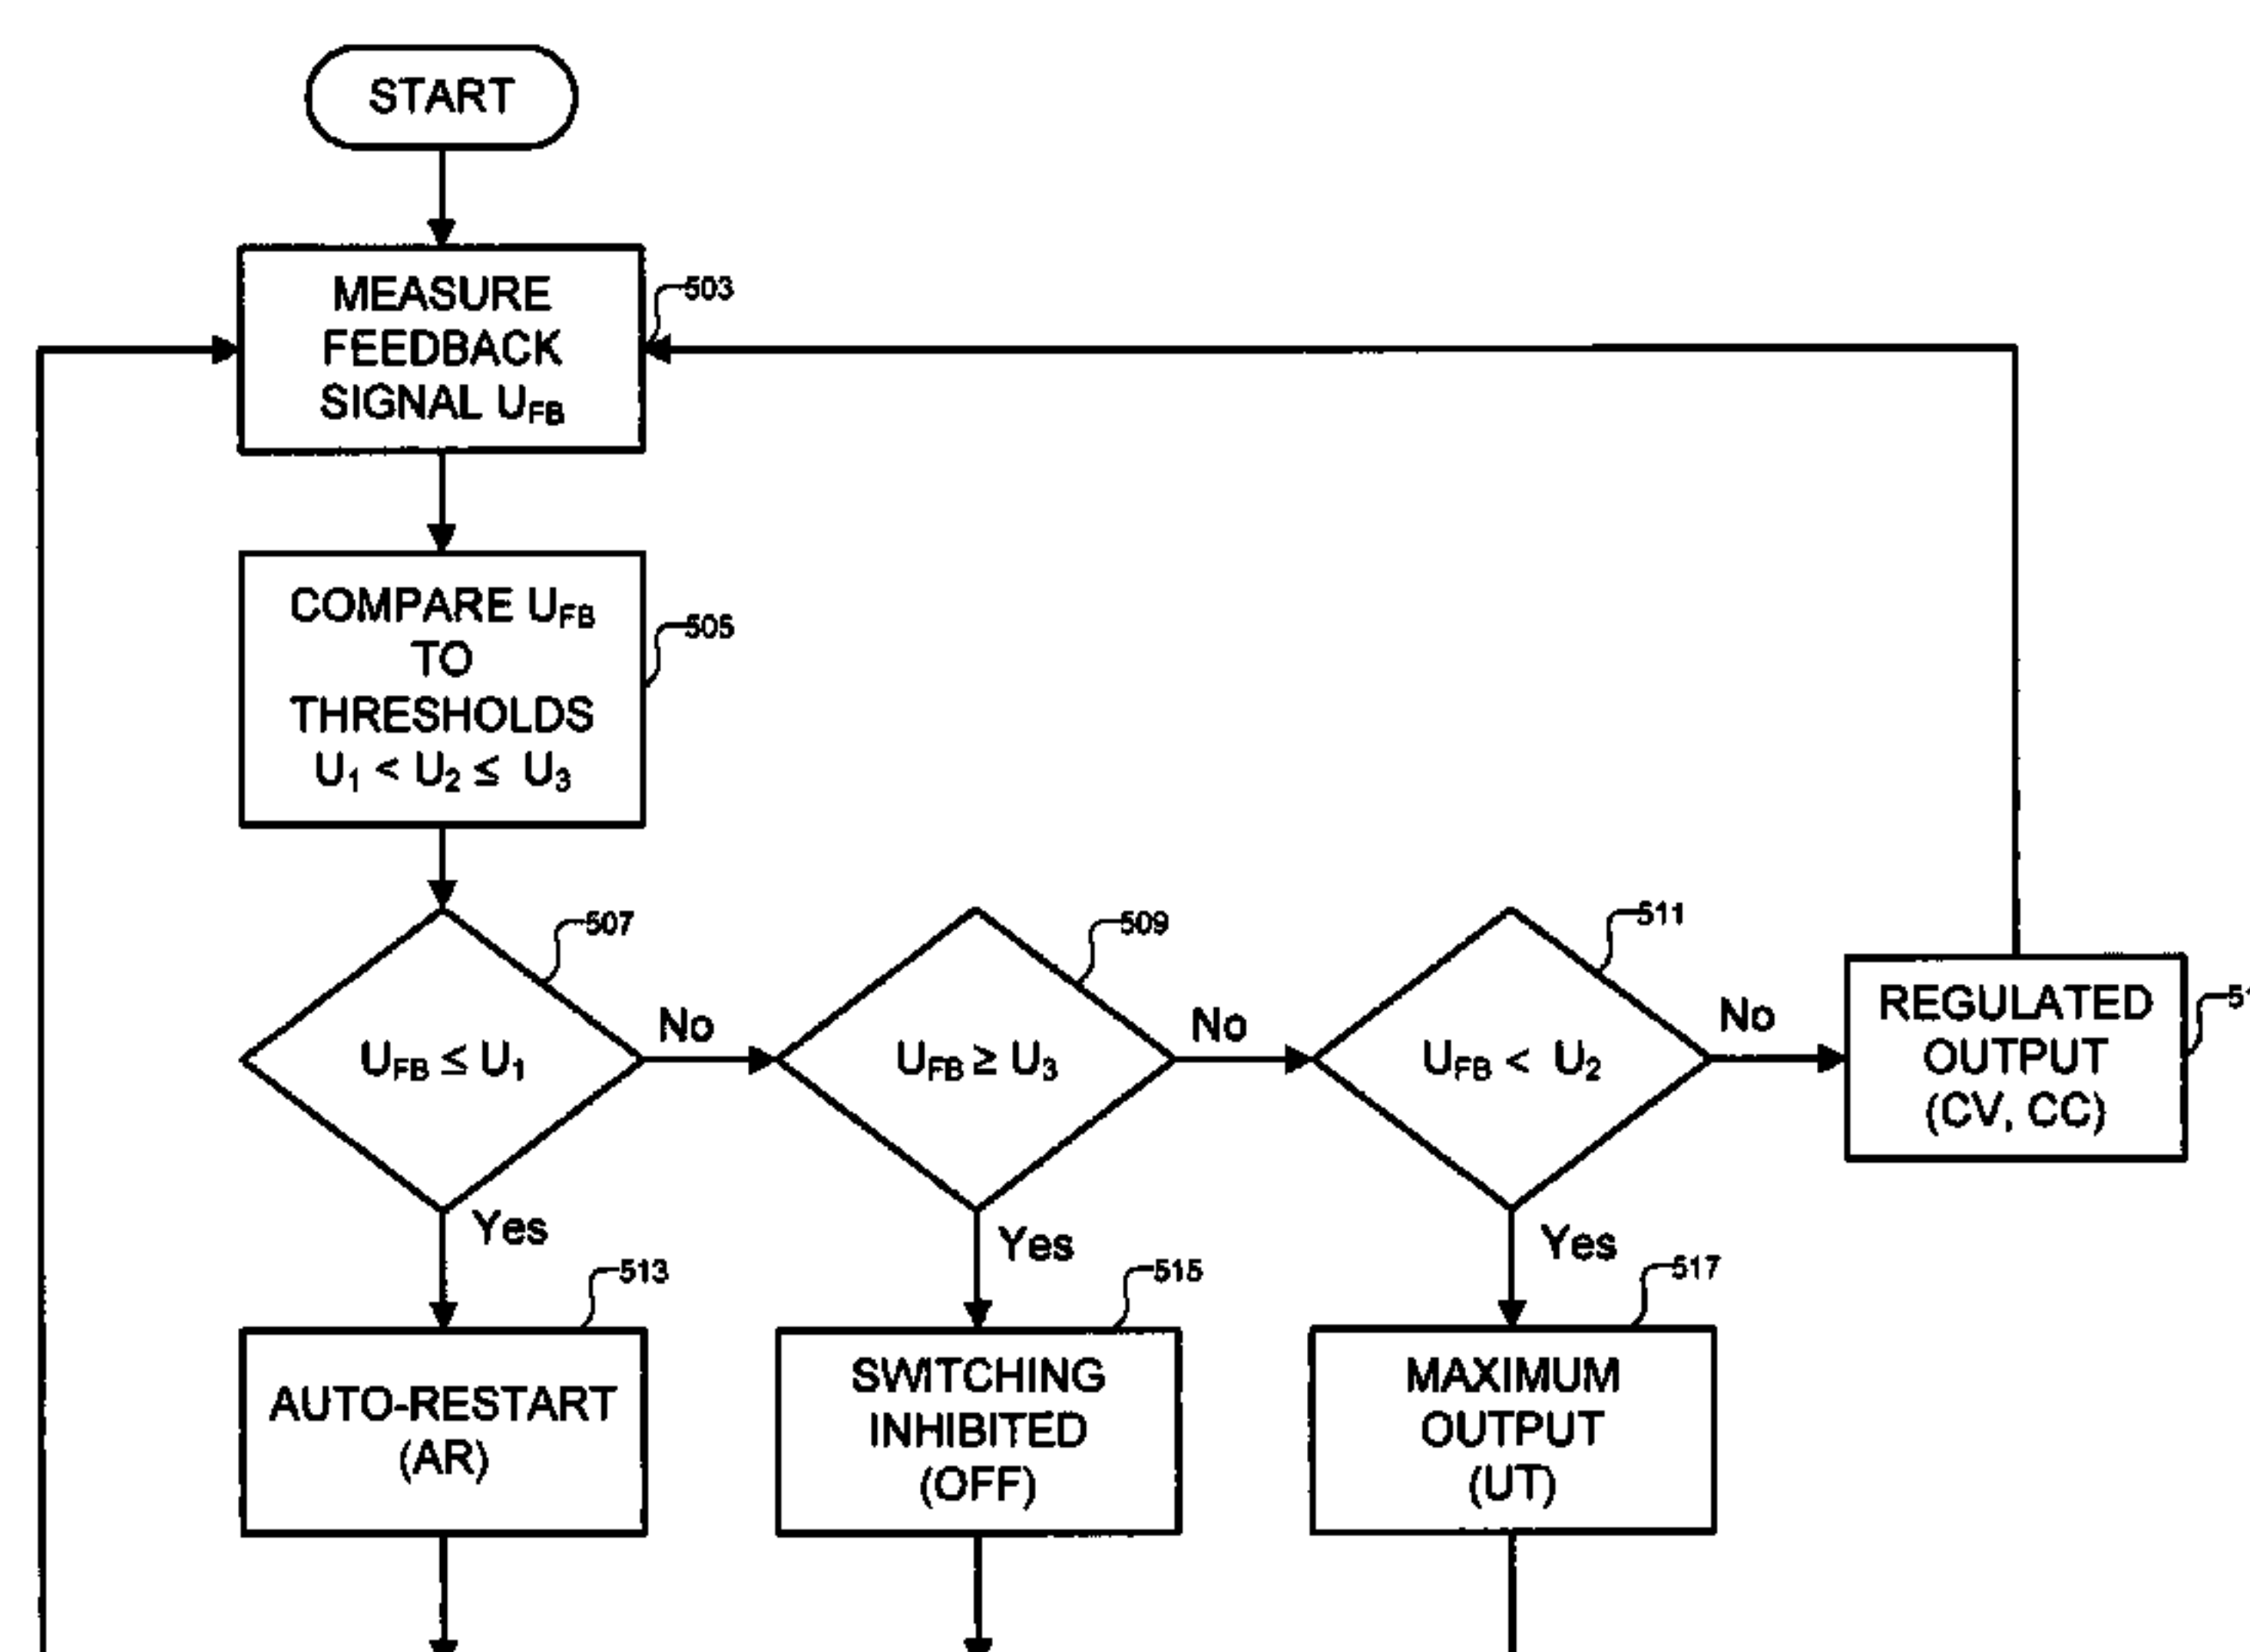 START
MEASURE
FEEDBACK
SIGNAL UFB
503
COMPARE UFB
TO
THRESHOLDS
U1 < U2 ≤ U3
505
507
UFB ≤ U1
No
Yes
509
UFB ≥ U3
No
Yes
511
UFB < U2
No
Yes
REGULATED
OUTPUT
(CV, CC)
513
AUTO-RESTART
(AR)
515
SWITCHING
INHIBITED
(OFF)
517
MAXIMUM
OUTPUT
(UT)